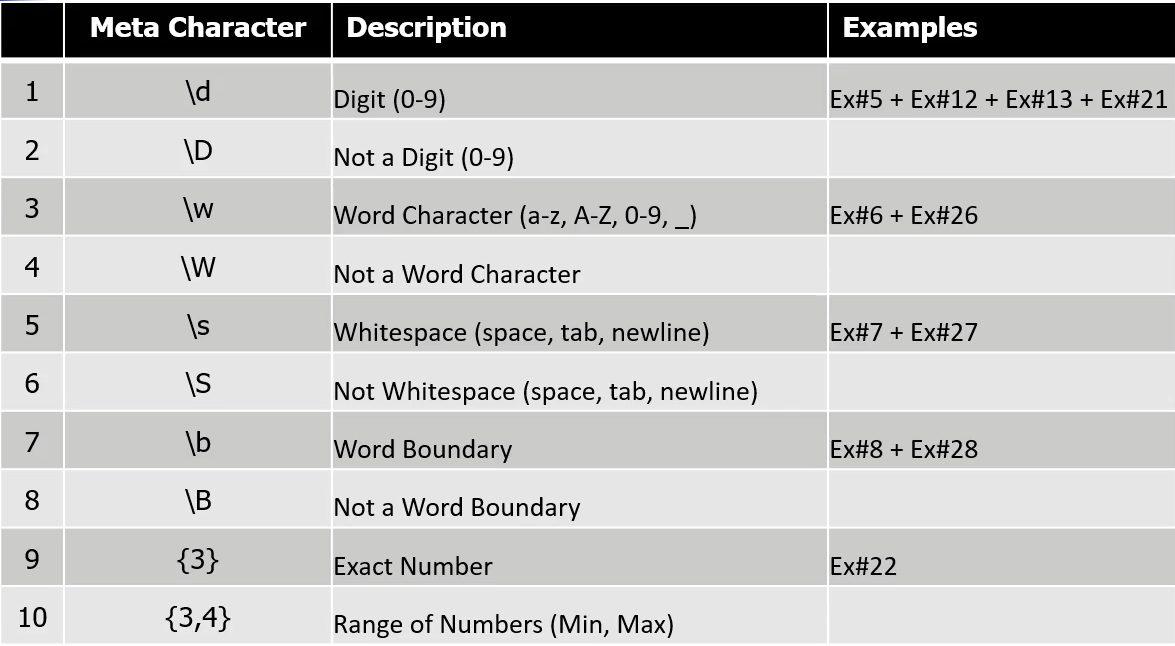 Meta Character Description Examples
1 \d Digit (0-9) Ex#5 + Ex#12 + Ex#13 + Ex#21
2 \D Not a Digit (0-9)
3 \w Word Character (a-z, A-Z, 0-9, _) Ex#6 + Ex#26
4 \W Not a Word Character
5 \s Whitespace (space, tab, newline) Ex#7 + Ex#27
6 \S Not Whitespace (space, tab, newline)
7 \b Word Boundary Ex#8 + Ex#28
8 \B Not a Word Boundary
9 {3} Exact Number Ex#22
10 {3,4} Range of Numbers (Min, Max)